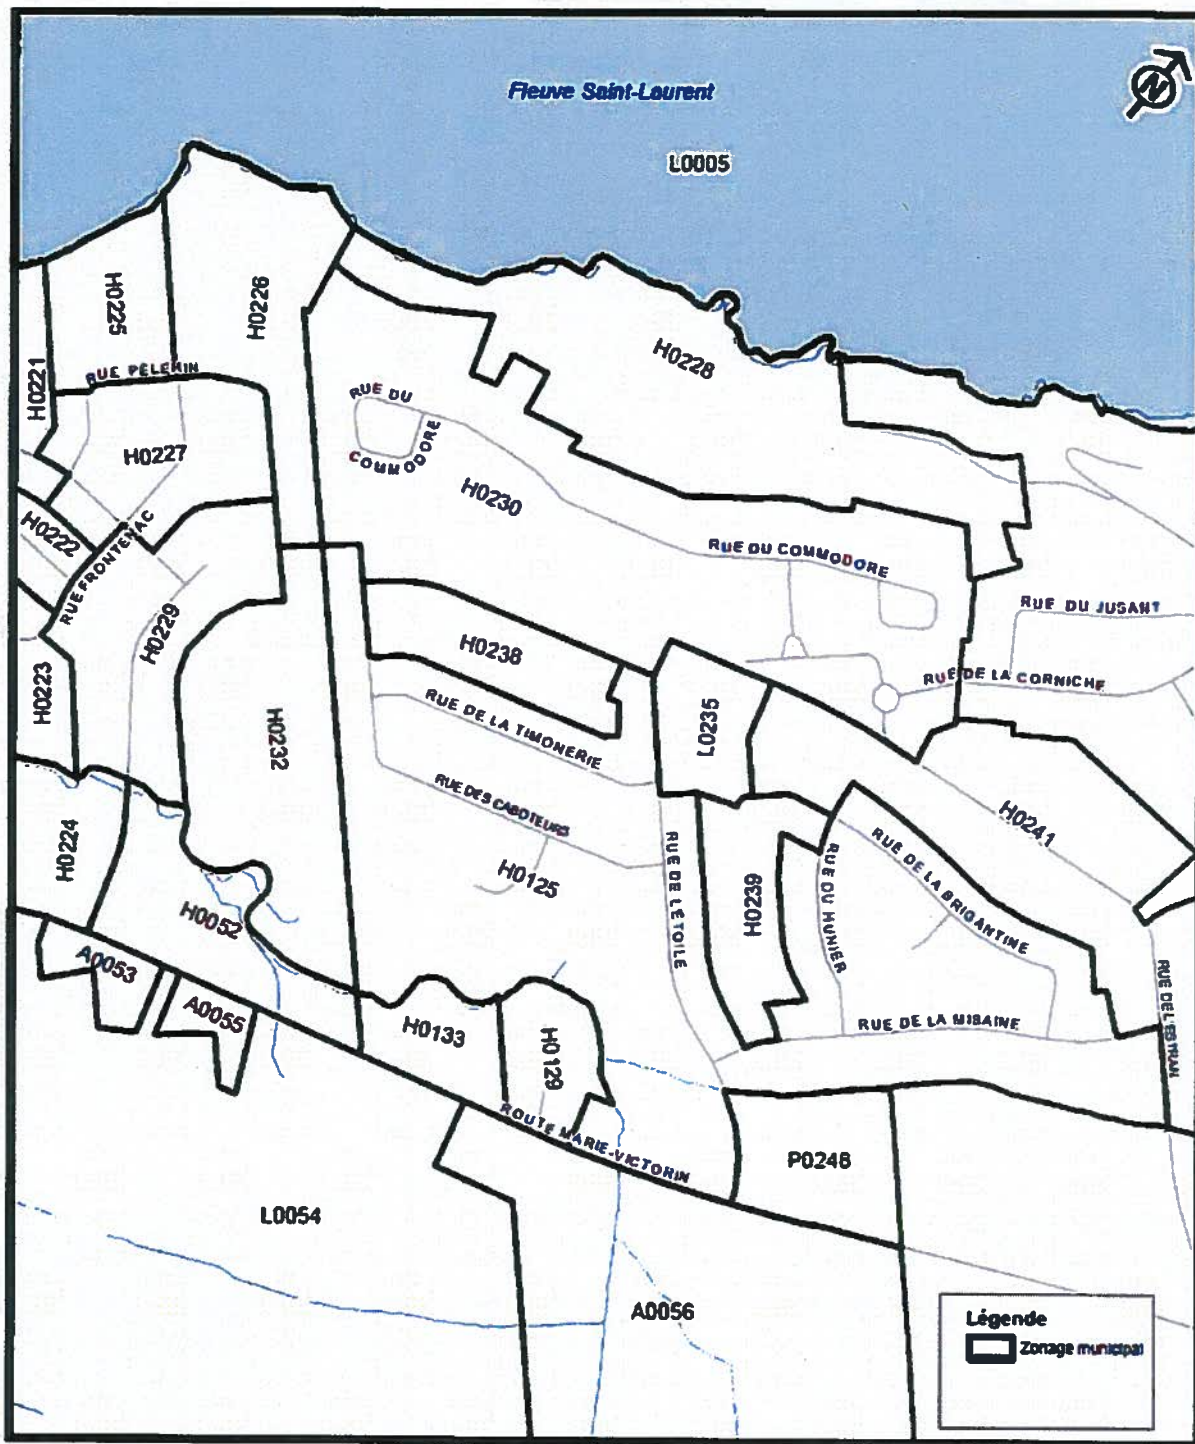 Fleuve Saint-Laurent
N
L0005
H0225
H0226
H0221
RUE PELERIN
H0228
RUE DU
COMMODORE
H0227
H0230
H0222
RUE FRONTENAC
RUE DU COMMODORE
RUE DU JUSANT
H0229
H0238
RUE DE LA CORNICHE
H0223
H0232
RUE DE LA TIMONERIE
L0235
RUE DES CABOTEURS
H0241
H0224
H0125
RUE DE L'ÉTOILE
H0239
RUE DU HUNIER
RUE DE LA BRIGANTINE
H0052
A0053
A0055
H0133
H0129
RUE DE LA MISAINE
RUE DE L'ESTRAN
ROUTE MARIE-VICTORIN
P0248
L0054
A0056
Légende
Zonage municipal